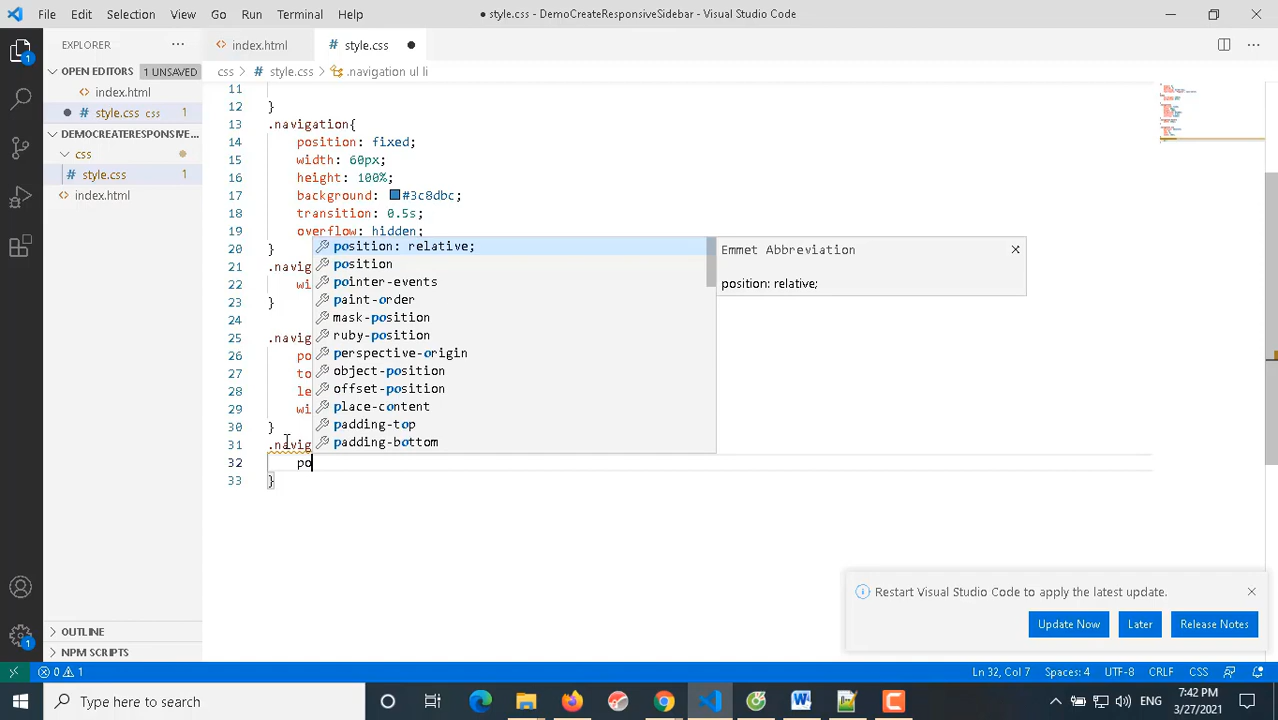 File Edit Selection View Go Run Terminal Help
● style.css - DemoCreateResponsiveSidebar - Visual Studio Code
EXPLORER ···
index.html
# style.css ●
OPEN EDITORS 1 UNSAVED
css > # style.css > .navigation ul li
index.html
# style.css css 1
DEMOCREATERESPONSIVE...
css
# style.css 1
index.html
11
12 }
13 .navigation{
14 position: fixed;
15 width: 60px;
16 height: 100%;
17 background: #3c8dbc;
18 transition: 0.5s;
19 overflow: hidden;
20 }
21 .navig
22 wi
23 }
24
25 .navig
26 po
27 to
28 le
29 wi
30 }
31 .navig
32 po
33 }
position: relative;
position
pointer-events
paint-order
mask-position
ruby-position
perspective-origin
object-position
offset-position
place-content
padding-top
padding-bottom
Emmet Abbreviation
position: relative;
Restart Visual Studio Code to apply the latest update.
Update Now Later Release Notes
OUTLINE
NPM SCRIPTS
0 1
Ln 32, Col 7 Spaces: 4 UTF-8 CRLF CSS
Type here to search
ENG
7:42 PM
3/27/2021